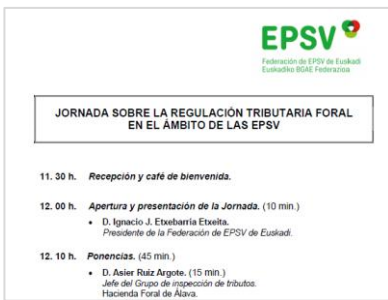 EPSV
Federación de EPSV de Euskadi
Euskadiko BGAE Federazioa
JORNADA SOBRE LA REGULACIÓN TRIBUTARIA FORAL
EN EL ÁMBITO DE LAS EPSV
11. 30 h. Recepción y café de bienvenida.
12. 00 h. Apertura y presentación de la Jornada. (10 min.)
• D. Ignacio J. Etxebarria Etxeita.
Presidente de la Federación de EPSV de Euskadi.
12. 10 h. Ponencias. (45 min.)
• D. Asier Ruiz Argote. (15 min.)
Jefe del Grupo de inspección de tributos.
Hacienda Foral de Álava.